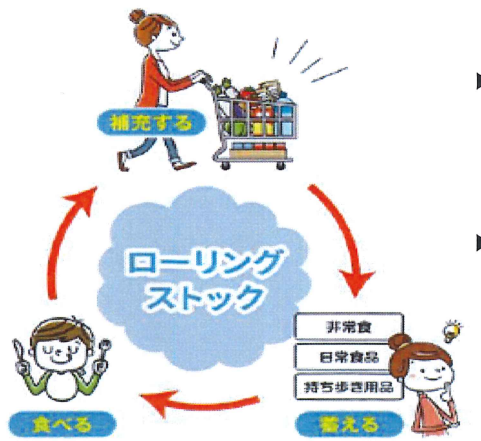 補充する
ローリング
ストック
非常食
日常食品
持ち歩き用品
食べる
蓄える